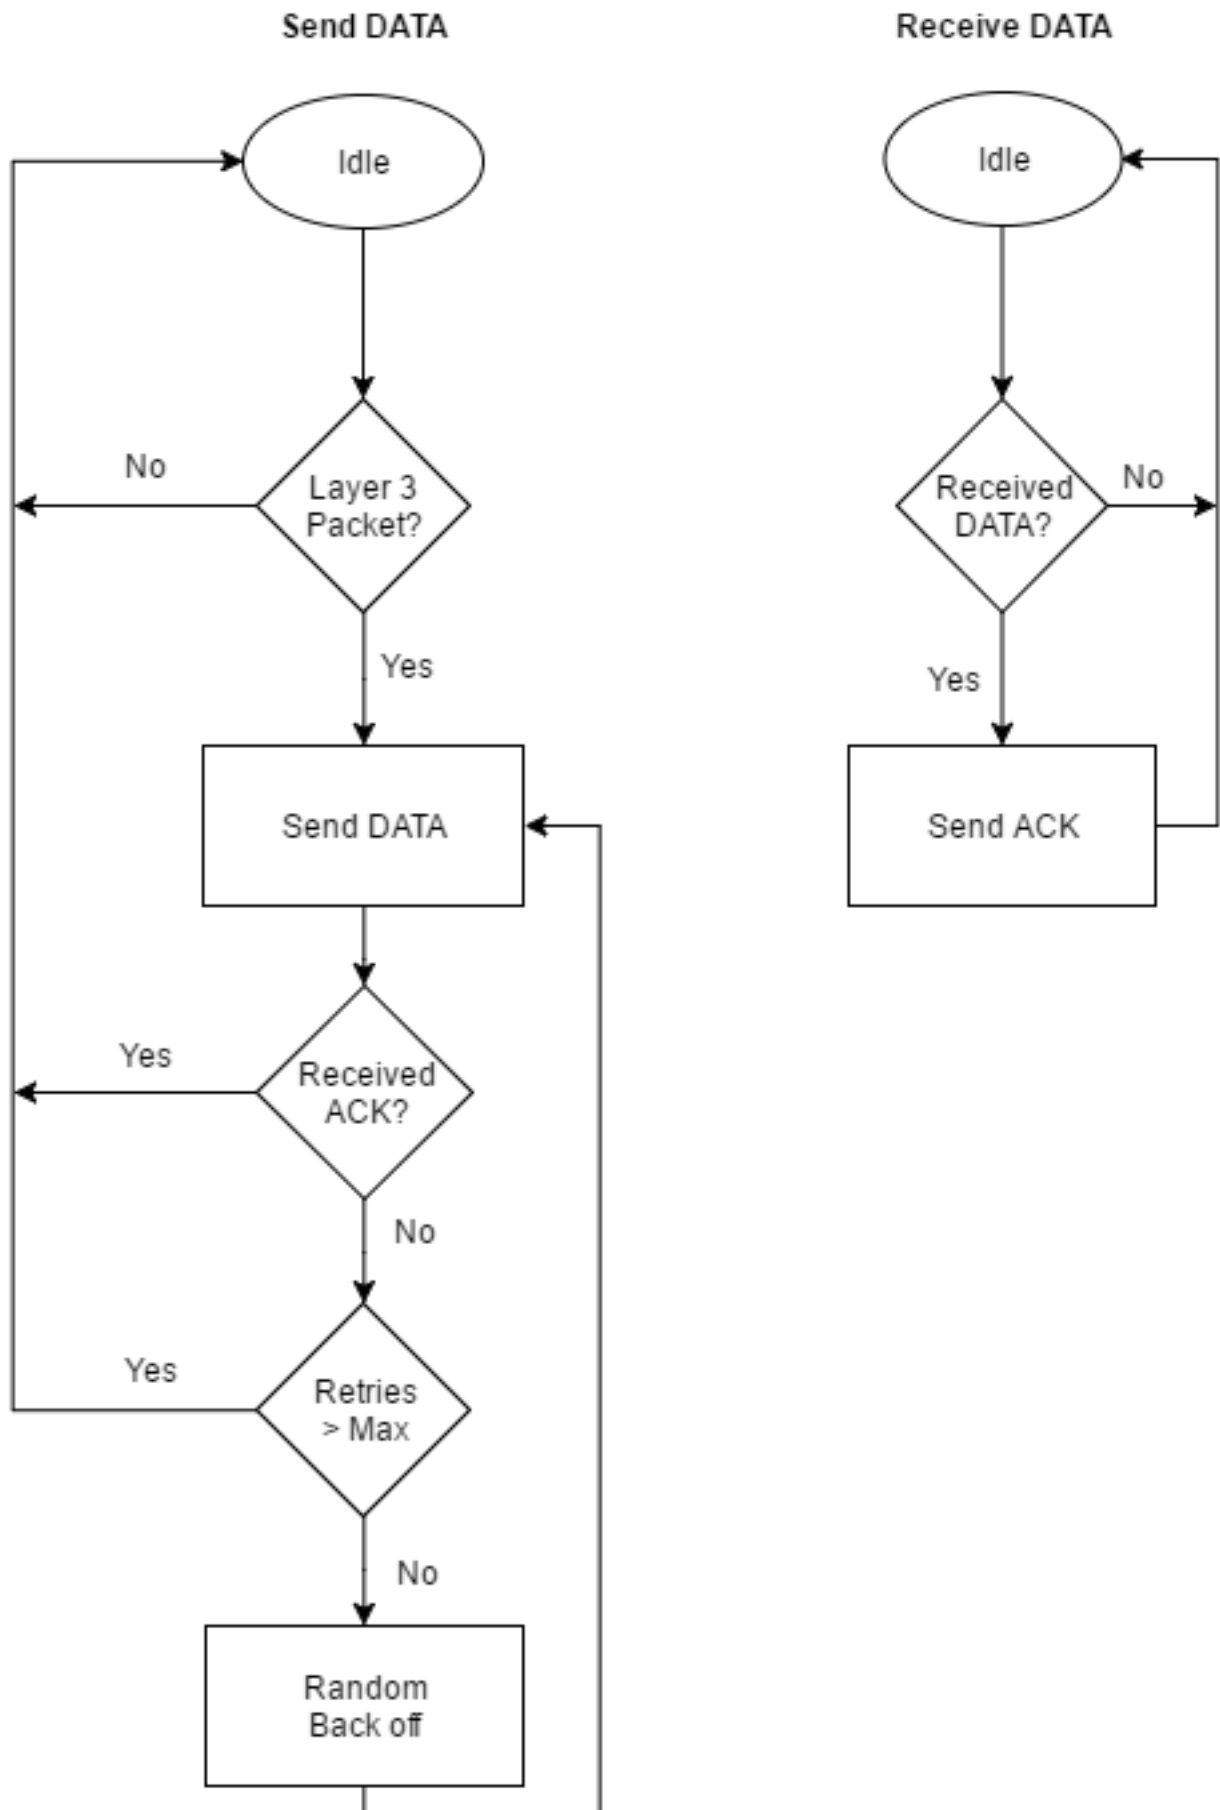 Send DATA
Receive DATA
Idle
Idle
No
Layer 3
Packet?
Received
DATA?
No
Yes
Yes
Send DATA
Send ACK
Yes
Received
ACK?
No
Yes
Retries
> Max
No
Random
Back off